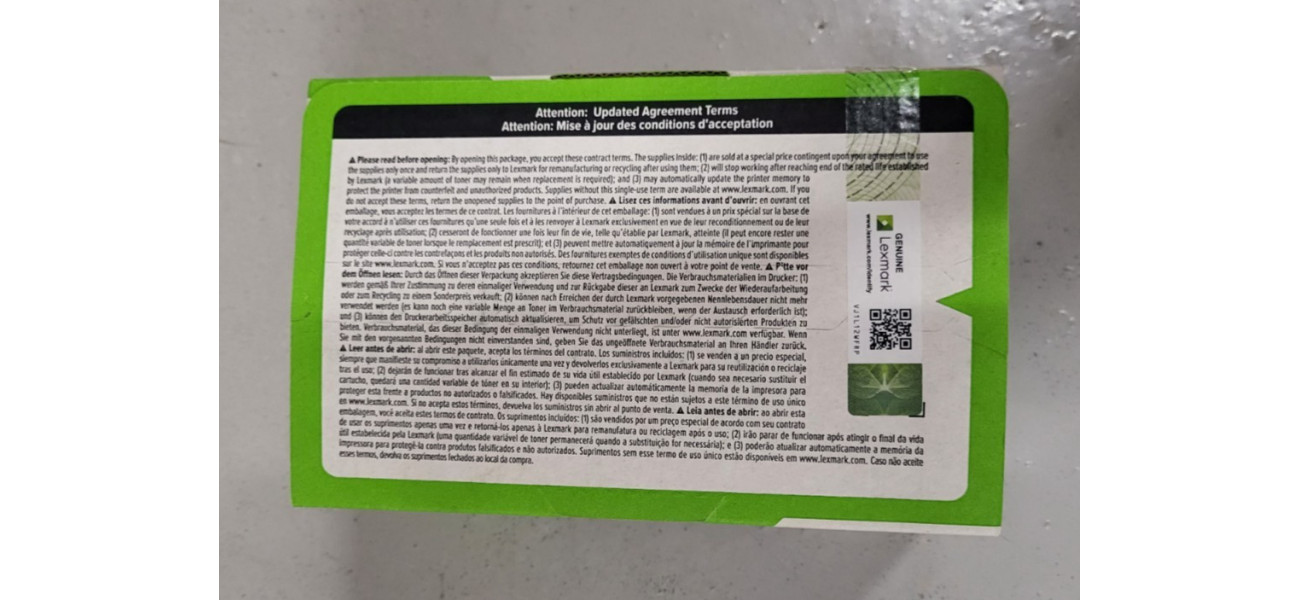 Attention: Updated Agreement Terms
Attention: Mise à jour des conditions d'acceptation
⚠ Please read before opening: By opening this package, you accept these contract terms. The supplies inside: (1) are sold at a special price contingent upon your agreement to use
the supplies only once and return the supplies only to Lexmark for remanufacturing or recycling after using them; (2) will stop working after reaching end of the rated life established
by Lexmark (a variable amount of toner may remain when replacement is required); and (3) may automatically update the printer memory to
protect the printer from counterfeit and unauthorized products. Supplies without this single-use term are available at www.lexmark.com. If you
do not accept these terms, return the unopened supplies to the point of purchase. ⚠ Lisez ces informations avant d'ouvrir: en ouvrant cet
emballage, vous acceptez les termes de ce contrat. Les fournitures à l'intérieur de cet emballage: (1) sont vendues à un prix spécial sur la base de
votre accord à n'utiliser ces fournitures qu'une seule fois et à les renvoyer à Lexmark exclusivement en vue de leur reconditionnement ou de leur
recyclage après utilisation; (2) cesseront de fonctionner une fois leur fin de vie, telle qu'établie par Lexmark, atteinte (il peut encore rester une
quantité variable de toner lorsque le remplacement est prescrit); et (3) peuvent mettre automatiquement à jour la mémoire de l'imprimante pour
protéger celle-ci contre les contrefaçons et les produits non autorisés. Des fournitures exemptes de conditions d'utilisation unique sont disponibles
sur le site www.lexmark.com. Si vous n'acceptez pas ces conditions, retournez cet emballage non ouvert à votre point de vente. ⚠ Bitte vor
dem Öffnen lesen: Durch das Öffnen dieser Verpackung akzeptieren Sie diese Vertragsbedingungen. Die Verbrauchsmaterialien im Drucker: (1)
werden gemäß Ihrer Zustimmung zu deren einmaliger Verwendung und zur Rückgabe dieser an Lexmark zum Zwecke der Wiederaufarbeitung
oder zum Recycling zu einem Sonderpreis verkauft; (2) können nach Erreichen der durch Lexmark vorgegebenen Nennlebensdauer nicht mehr
verwendet werden (es kann noch eine variable Menge an Toner im Verbrauchsmaterial zurückbleiben, wenn der Austausch erforderlich ist);
und (3) können den Druckerarbeitsspeicher automatisch aktualisieren, um Schutz vor gefälschten und/oder nicht autorisierten Produkten zu
bieten. Verbrauchsmaterial, das dieser Bedingung der einmaligen Verwendung nicht unterliegt, ist unter www.lexmark.com verfügbar. Wenn
Sie mit den vorgenannten Bedingungen nicht einverstanden sind, geben Sie das ungeöffnete Verbrauchsmaterial an Ihren Händler zurück.
⚠ Leer antes de abrir: al abrir este paquete, acepta los términos del contrato. Los suministros incluidos: (1) se venden a un precio especial,
siempre que manifieste su compromiso a utilizarlos únicamente una vez y devolverlos exclusivamente a Lexmark para su reutilización o reciclaje
tras el uso; (2) dejarán de funcionar tras alcanzar el fin estimado de su vida útil establecido por Lexmark (cuando sea necesario sustituir el
cartucho, quedará una cantidad variable de tóner en su interior); (3) pueden actualizar automáticamente la memoria de la impresora para
proteger esta frente a productos no autorizados o falsificados. Hay disponibles suministros que no están sujetos a este término de uso único
en www.lexmark.com. Si no acepta estos términos, devuelva los suministros sin abrir al punto de venta. ⚠ Leia antes de abrir: ao abrir esta
embalagem, você aceita estes termos de contrato. Os suprimentos incluídos: (1) são vendidos por um preço especial de acordo com seu contrato
de usar os suprimentos apenas uma vez e retorná-los apenas à Lexmark para remanufatura ou reciclagem após o uso; (2) irão parar de funcionar após atingir o final da vida
útil estabelecida pela Lexmark (uma quantidade variável de toner permanecerá quando a substituição for necessária); e (3) poderão atualizar automaticamente a memória da
impressora para protegê-la contra produtos falsificados e não autorizados. Suprimentos sem esse termo de uso único estão disponíveis em www.lexmark.com. Caso não aceite
esses termos, devolva os suprimentos fechados ao local da compra.
GENUINE
Lexmark
www.lexmark.com/identify